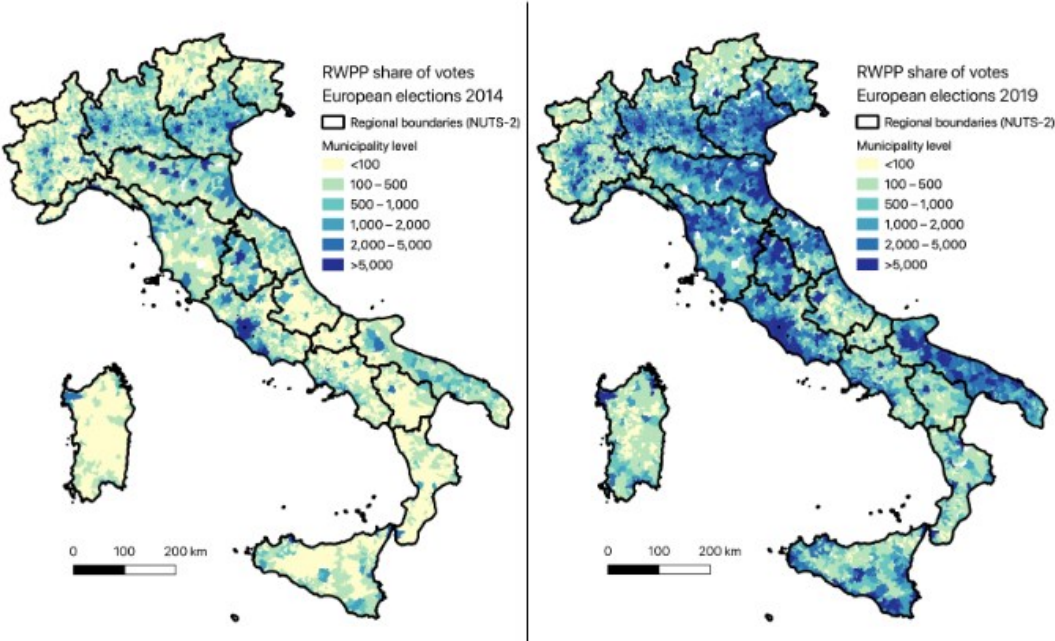 RWPP share of votes
European elections 2014
Regional boundaries (NUTS-2)
Municipality level
<100
100 – 500
500 – 1,000
1,000 – 2,000
2,000 – 5,000
>5,000
0 100 200 km
RWPP share of votes
European elections 2019
Regional boundaries (NUTS-2)
Municipality level
<100
100 – 500
500 – 1,000
1,000 – 2,000
2,000 – 5,000
>5,000
0 100 200 km